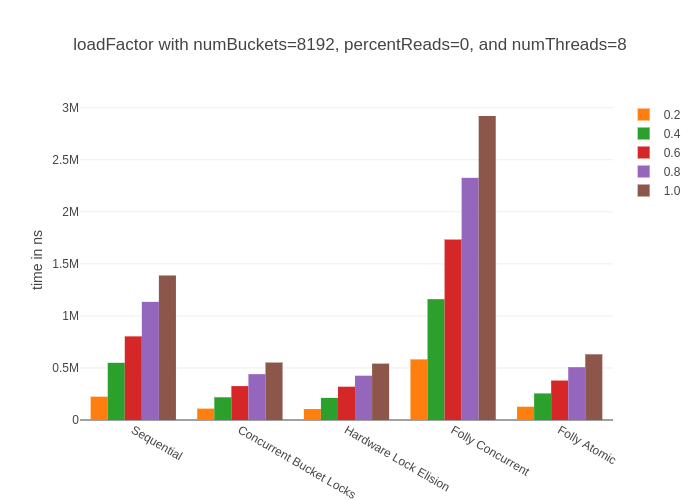 loadFactor with numBuckets=8192, percentReads=0, and numThreads=8
3M
2.5M
2M
1.5M
1M
0.5M
0
time in ns
Sequential
Concurrent Bucket Locks
Hardware Lock Elision
Folly Concurrent
Folly Atomic
0.2
0.4
0.6
0.8
1.0